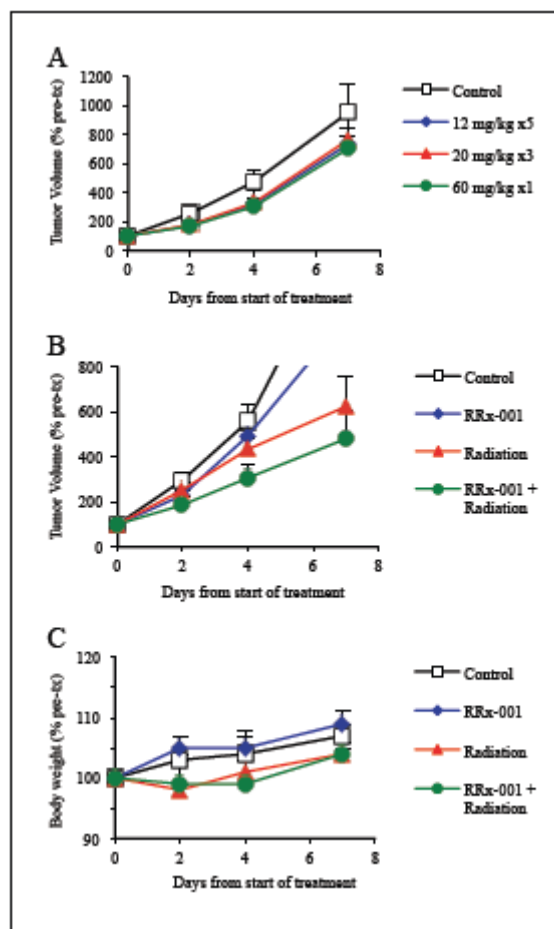 A
1200
1000
800
600
400
200
0
0 2 4 6 8
Tumor Volume (% pro-tx)
Days from start of treatment
Control
12 mg/kg x5
20 mg/kg x3
60 mg/kg x1
B
800
600
400
200
0
0 2 4 6 8
Tumor Volume (% pro-tx)
Days from start of treatment
Control
RRx-001
Radiation
RRx-001 +
Radiation
C
120
110
100
90
0 2 4 6 8
Body weight (% pro-tx)
Days from start of treatment
Control
RRx-001
Radiation
RRx-001 +
Radiation